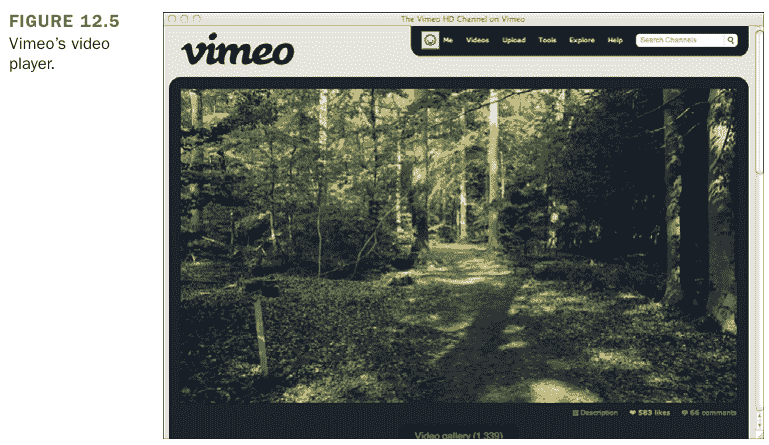 FIGURE 12.5
Vimeo's video
player.
The Vimeo HD Channel on Vimeo
vimeo
Me Videos Upload Tools Explore Help Search Channels
Description 583 likes 66 comments
Video gallery (1,339)